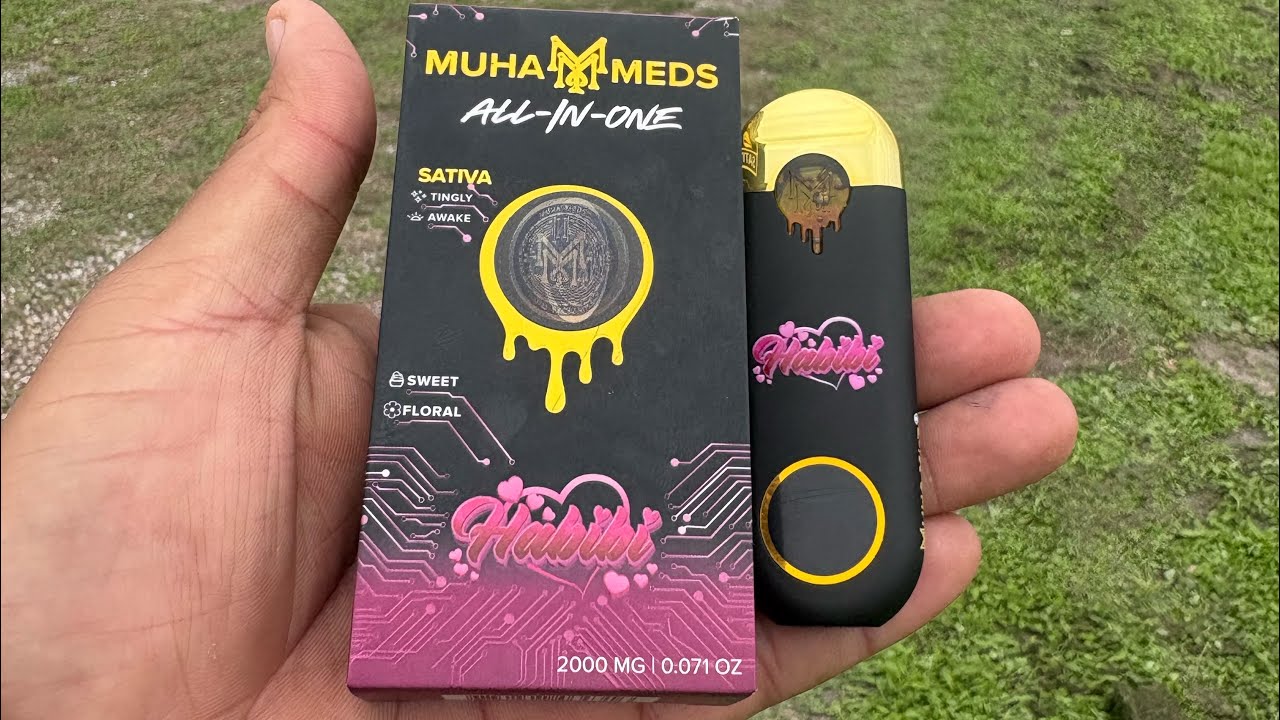 MUHA MEDS
ALL-IN-ONE
SATIVA
TINGLY
AWAKE
SWEET
FLORAL
Habibi
2000 MG | 0.071 OZ
Habibi